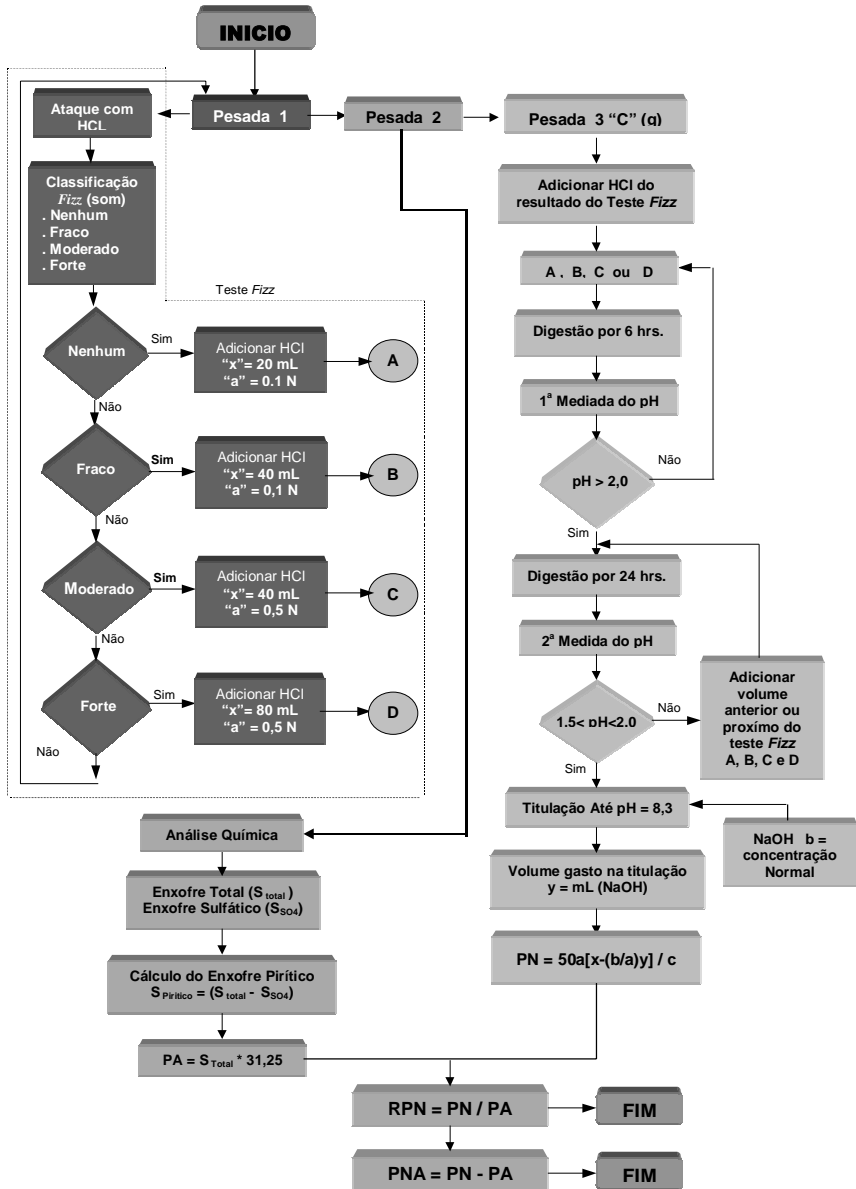 INICIO
Ataque com
HCL
Pesada 1
Pesada 2
Pesada 3 “C” (g)
Classificação
Fizz (som)
. Nenhum
. Fraco
. Moderado
. Forte
Teste Fizz
Nenhum
Sim
Adicionar HCl
“x”= 20 mL
“a” = 0.1 N
A
Não
Fraco
Sim
Adicionar HCl
“x”= 40 mL
“a” = 0,1 N
B
Não
Moderado
Sim
Adicionar HCl
“x”= 40 mL
“a” = 0,5 N
C
Não
Forte
Sim
Adicionar HCl
“x”= 80 mL
“a” = 0,5 N
D
Não
Adicionar HCl do
resultado do Teste Fizz
A , B, C ou D
Digestão por 6 hrs.
1ª Mediada do pH
pH > 2,0
Não
Sim
Digestão por 24 hrs.
2ª Medida do pH
1.5< pH<2.0
Não
Adicionar
volume
anterior ou
proxímo do
teste Fizz
A, B, C e D
Sim
Titulação Até pH = 8,3
NaOH b =
concentração
Normal
Volume gasto na titulação
y = mL (NaOH)
PN = 50a[x-(b/a)y] / c
Análise Química
Enxofre Total (S total )
Enxofre Sulfático (SSO4)
Cálculo do Enxofre Pirítico
S Pirítico = (S total - SSO4)
PA = S Total * 31,25
RPN = PN / PA
FIM
PNA = PN - PA
FIM